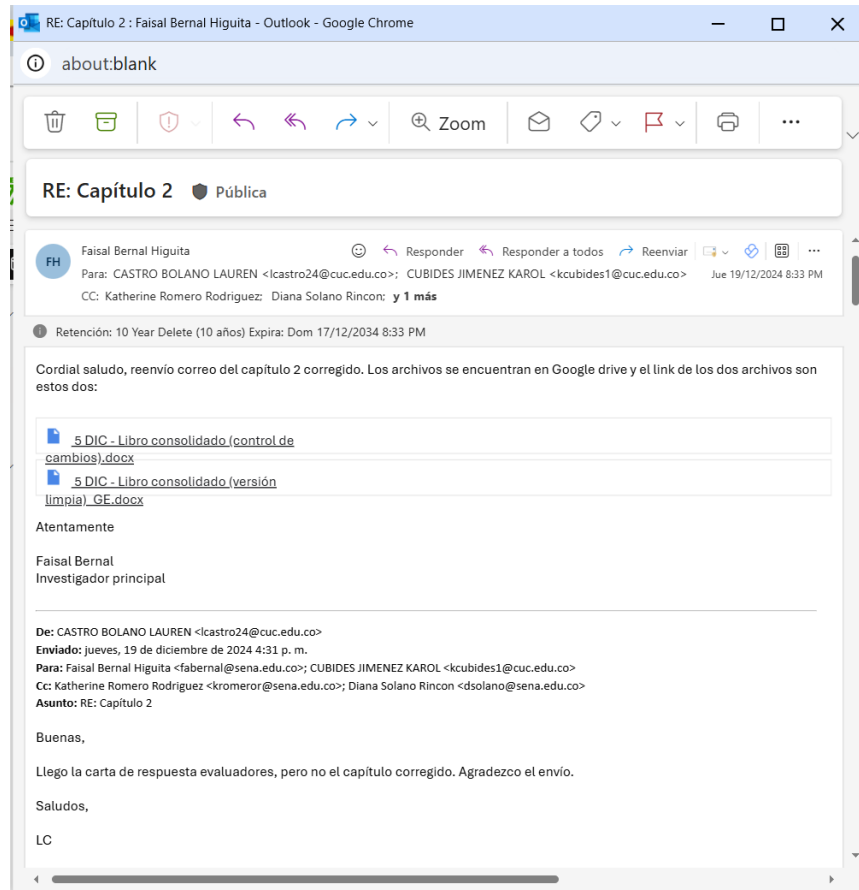 RE: Capítulo 2 : Faisal Bernal Higuita - Outlook - Google Chrome
about:blank
Zoom
RE: Capítulo 2 Pública
FH
Faisal Bernal Higuita
Responder Responder a todos Reenviar
Para: CASTRO BOLANO LAUREN <lcastro24@cuc.edu.co>; CUBIDES JIMENEZ KAROL <kcubides1@cuc.edu.co> Jue 19/12/2024 8:33 PM
CC: Katherine Romero Rodriguez; Diana Solano Rincon; y 1 más
Retención: 10 Year Delete (10 años) Expira: Dom 17/12/2034 8:33 PM
Cordial saludo, reenvío correo del capítulo 2 corregido. Los archivos se encuentran en Google drive y el link de los dos archivos son
estos dos:
5 DIC - Libro consolidado (control de
cambios).docx
5 DIC - Libro consolidado (versión
limpia)_GE.docx
Atentamente
Faisal Bernal
Investigador principal
De: CASTRO BOLANO LAUREN <lcastro24@cuc.edu.co>
Enviado: jueves, 19 de diciembre de 2024 4:31 p. m.
Para: Faisal Bernal Higuita <fabernal@sena.edu.co>; CUBIDES JIMENEZ KAROL <kcubides1@cuc.edu.co>
Cc: Katherine Romero Rodriguez <kromeror@sena.edu.co>; Diana Solano Rincon <dsolano@sena.edu.co>
Asunto: RE: Capítulo 2
Buenas,
Llego la carta de respuesta evaluadores, pero no el capítulo corregido. Agradezco el envío.
Saludos,
LC